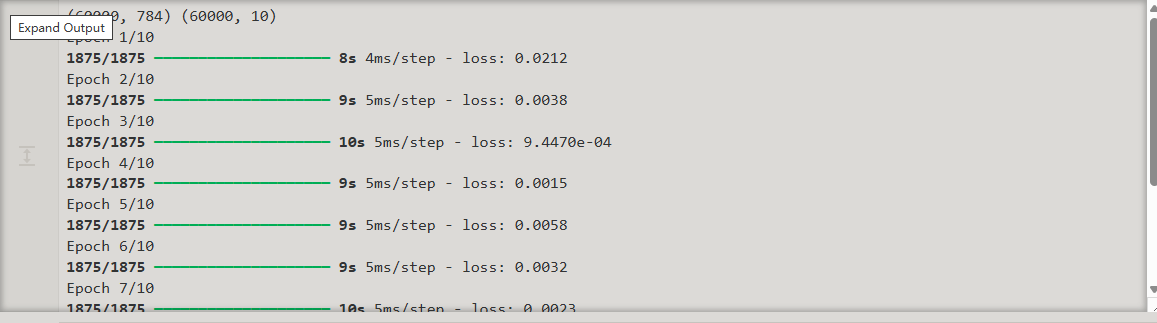 (60000, 784) (60000, 10)
Expand Output
Epoch 1/10
1875/1875 8s 4ms/step - loss: 0.0212
Epoch 2/10
1875/1875 9s 5ms/step - loss: 0.0038
Epoch 3/10
1875/1875 10s 5ms/step - loss: 9.4470e-04
Epoch 4/10
1875/1875 9s 5ms/step - loss: 0.0015
Epoch 5/10
1875/1875 9s 5ms/step - loss: 0.0058
Epoch 6/10
1875/1875 9s 5ms/step - loss: 0.0032
Epoch 7/10
1875/1875 10s 5ms/step - loss: 0.0023